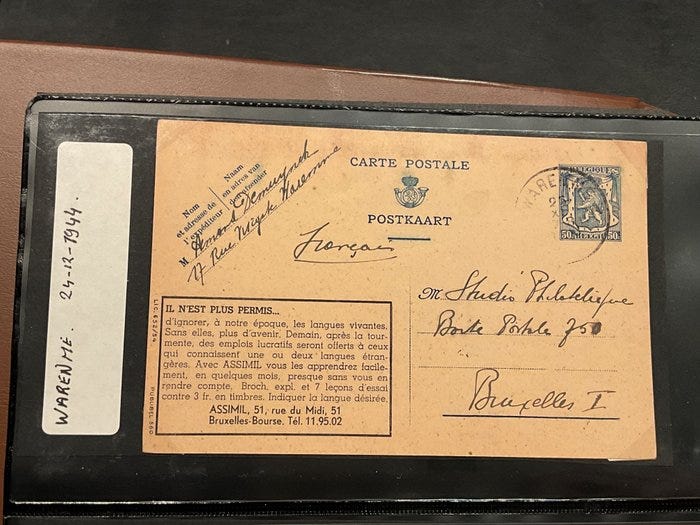 WAREMME. 24-12-1944.
CARTE POSTALE
POSTKAART
Nom
et adresse de
l'expéditeur
Naam
en adres van
den afzender
M Demuynck
17 Rue Waremme
Français
WARE
BELGIQUE
50c BELGIË 50c
M. Studio Philatélique
Boite Postale 750
Bruxelles I
IL N'EST PLUS PERMIS...
d'ignorer, à notre époque, les langues vivantes.
Sans elles, plus d'avenir. Demain, après la tour-
mente, des emplois lucratifs seront offerts à ceux
qui connaissent une ou deux langues étran-
gères. Avec ASSIMIL vous les apprendrez facile-
ment, en quelques mois, presque sans vous en
rendre compte. Broch. expl. et 7 leçons d'essai
contre 3 fr. en timbres. Indiquer la langue désirée.
ASSIMIL, 51, rue du Midi, 51
Bruxelles-Bourse. Tél. 11.95.02
PUBLIBEL 560